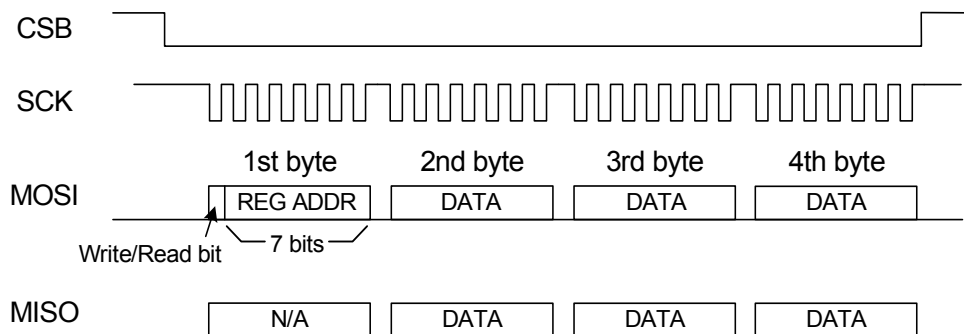 CSB
SCK
1st byte 2nd byte 3rd byte 4th byte
MOSI REG ADDR DATA DATA DATA
Write/Read bit 7 bits
MISO N/A DATA DATA DATA